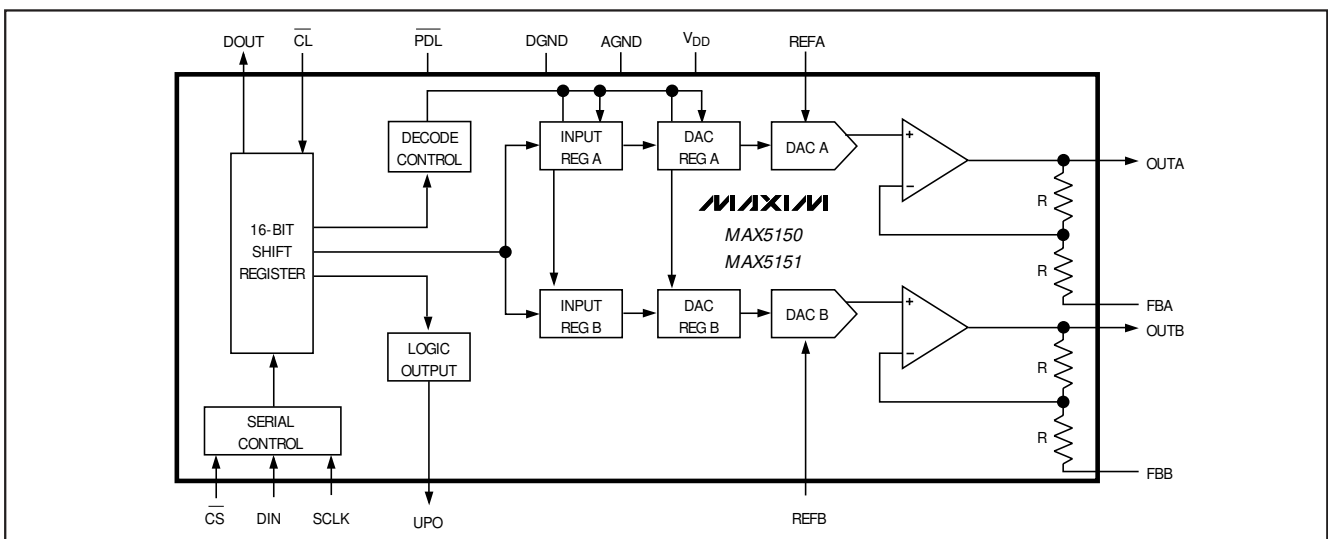 DOUT
CL
PDL
DGND
AGND
VDD
REFA
DECODE
CONTROL
INPUT
REG A
DAC
REG A
DAC A
+
−
OUTA
R
R
FBA
MAXIM
MAX5150
MAX5151
16-BIT
SHIFT
REGISTER
INPUT
REG B
DAC
REG B
DAC B
+
−
OUTB
R
R
FBB
LOGIC
OUTPUT
SERIAL
CONTROL
CS
DIN
SCLK
UPO
REFB